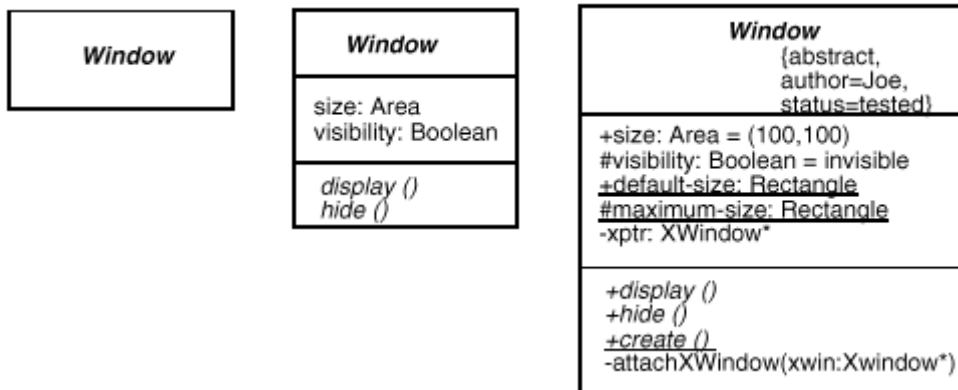 Window
Window
size: Area
visibility: Boolean
display ()
hide ()
Window
{abstract,
author=Joe,
status=tested}
+size: Area = (100,100)
#visibility: Boolean = invisible
+default-size: Rectangle
#maximum-size: Rectangle
-xptr: XWindow*
+display ()
+hide ()
+create ()
-attachXWindow(xwin:Xwindow*)